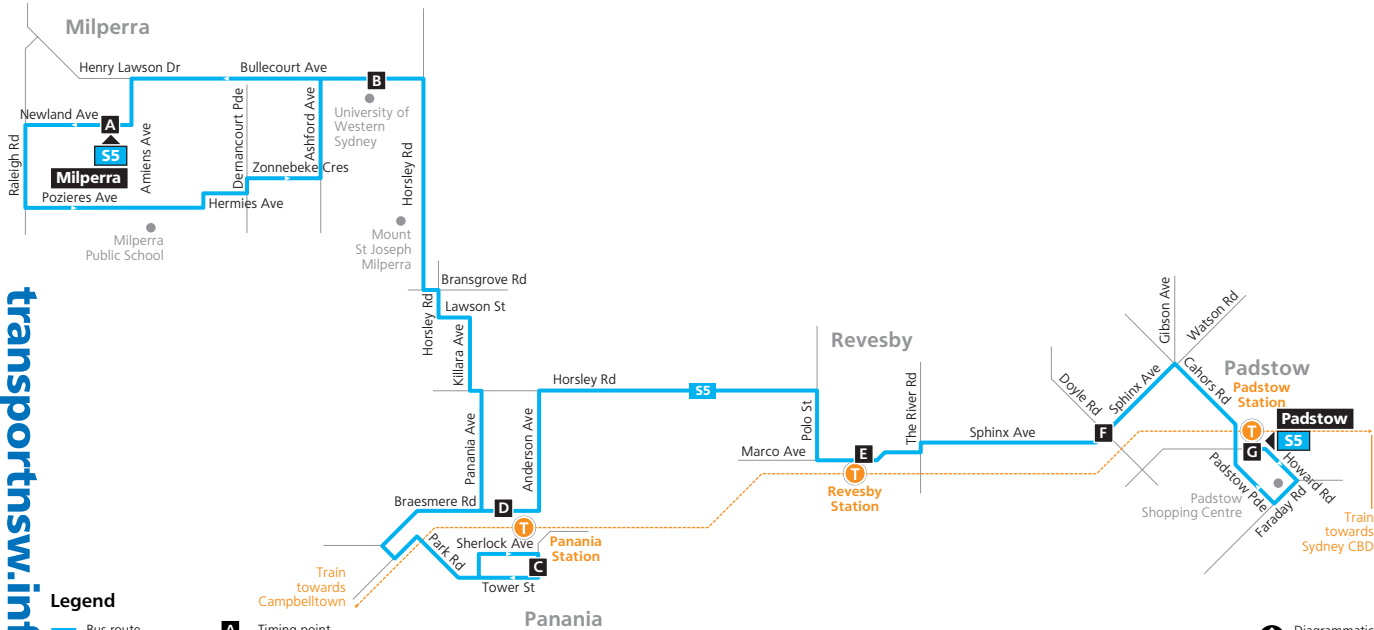 Milperra
Henry Lawson Dr
Bullecourt Ave
B
University of
Western
Sydney
Newland Ave
A
S5
Milperra
Raleigh Rd
Amiens Ave
Dernancourt Pde
Ashford Ave
Zonnebeke Cres
Hermies Ave
Pozieres Ave
Milperra
Public School
Horsley Rd
Mount
St Joseph
Milperra
Bransgrove Rd
Horsley Rd
Lawson St
Killara Ave
Horsley Rd
S5
Revesby
Panania Ave
Anderson Ave
Braesmere Rd
D
T
Panania
Station
Sherlock Ave
C
Park Rd
Tower St
Train
towards
Campbelltown
Panania
Polo St
Marco Ave
E
T
Revesby
Station
The River Rd
Sphinx Ave
Doyle Rd
F
Sphinx Ave
Gibson Ave
Watson Rd
Cahors Rd
Padstow
Padstow
Station
T
Padstow
S5
G
Howard Rd
Padstow Pde
Faraday Rd
Padstow
Shopping Centre
Train
towards
Sydney CBD
transportnsw.inf
Legend
Bus route
A
Timing point
Diagrammatic